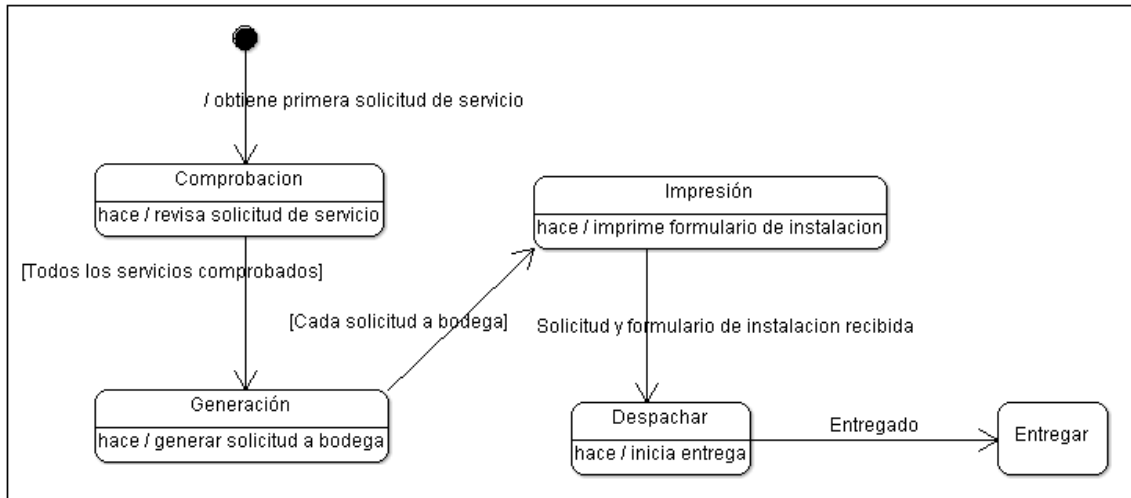 / obtiene primera solicitud de servicio
Comprobacion
hace / revisa solicitud de servicio
[Todos los servicios comprobados]
Generación
hace / generar solicitud a bodega
[Cada solicitud a bodega]
Impresión
hace / imprime formulario de instalacion
Solicitud y formulario de instalacion recibida
Despachar
hace / inicia entrega
Entregado
Entregar